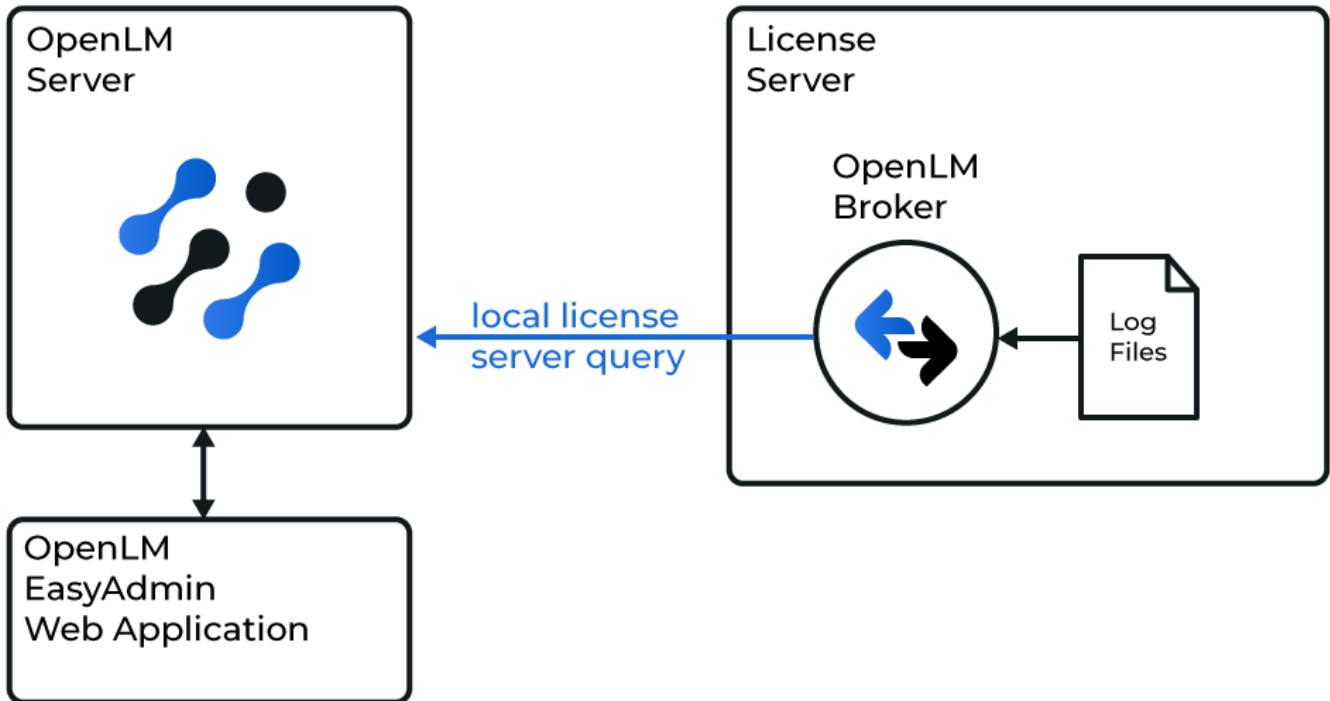 OpenLM
Server
License
Server
OpenLM
Broker
local license
server query
Log
Files
OpenLM
EasyAdmin
Web Application